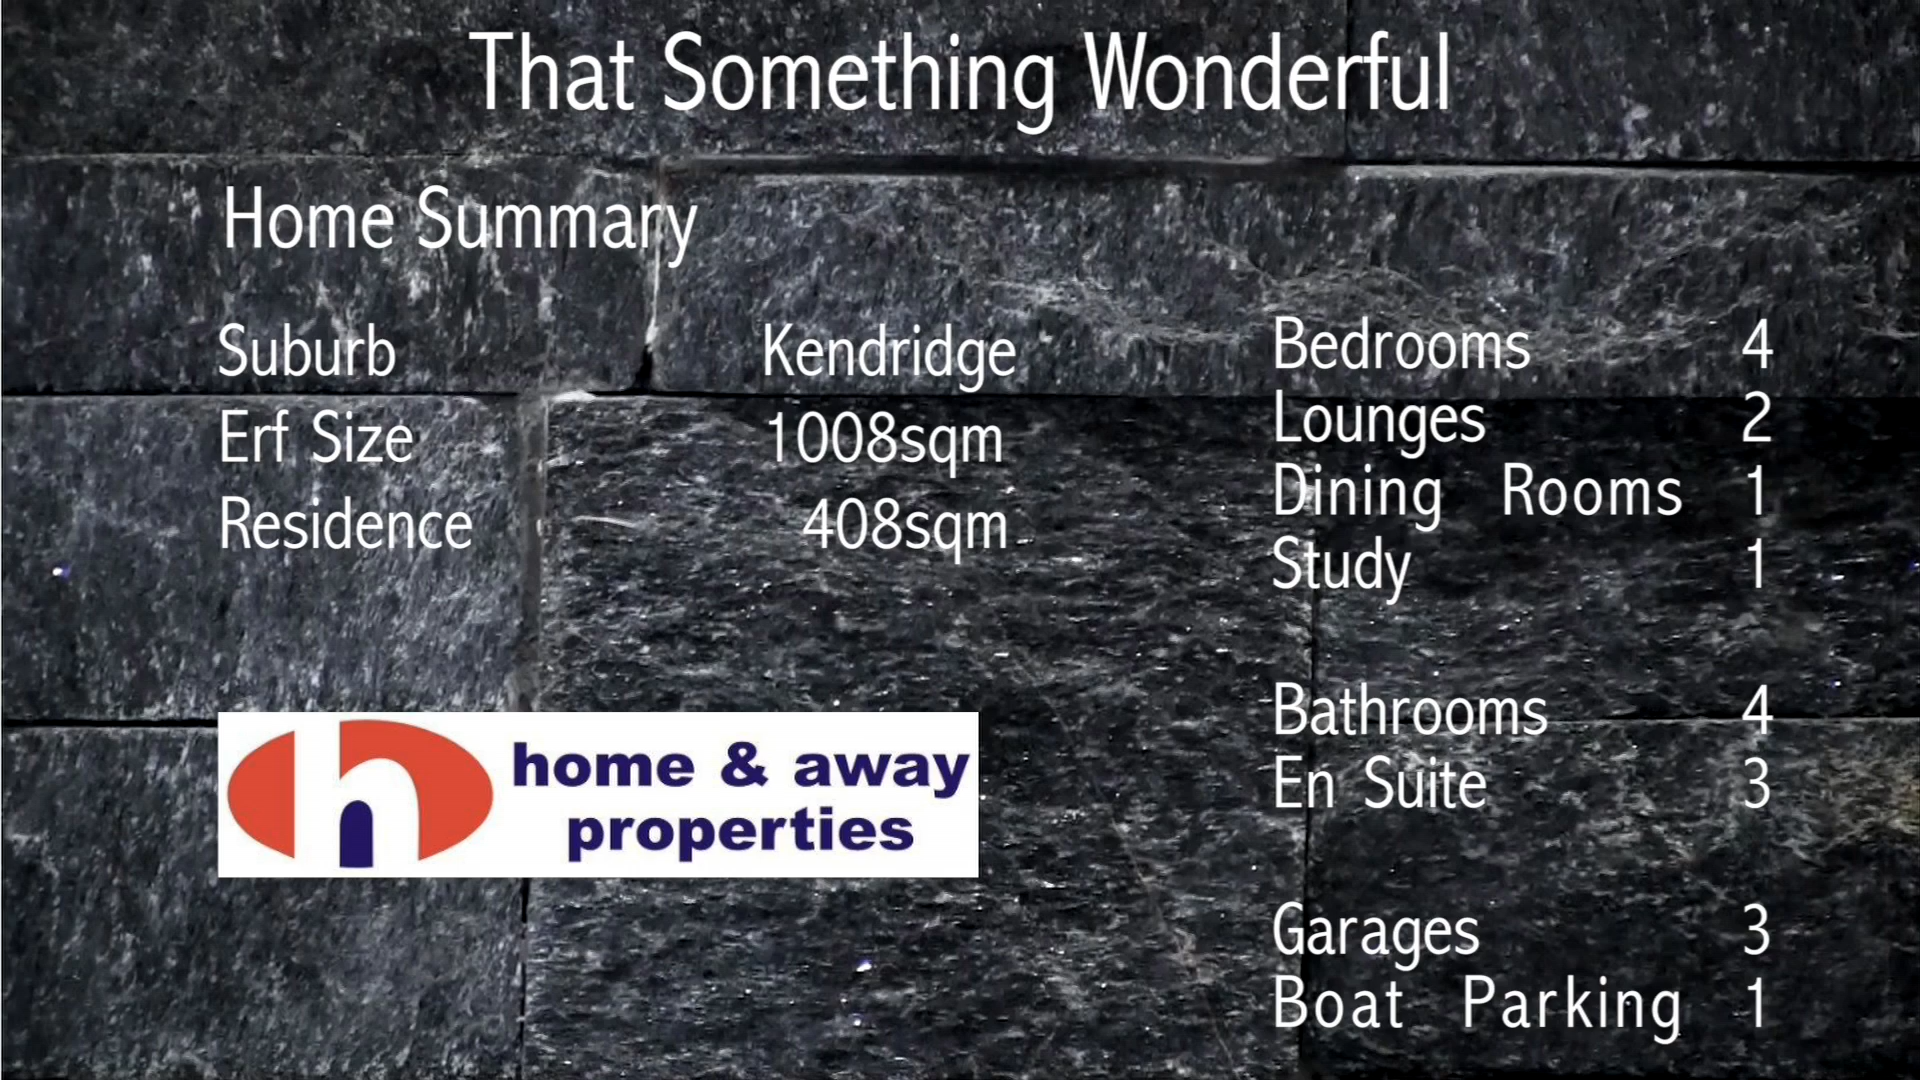 That Something Wonderful
Home Summary
Suburb Kendridge
Erf Size 1008sqm
Residence 408sqm
home & away
properties
Bedrooms 4
Lounges 2
Dining Rooms 1
Study 1
Bathrooms 4
En Suite 3
Garages 3
Boat Parking 1